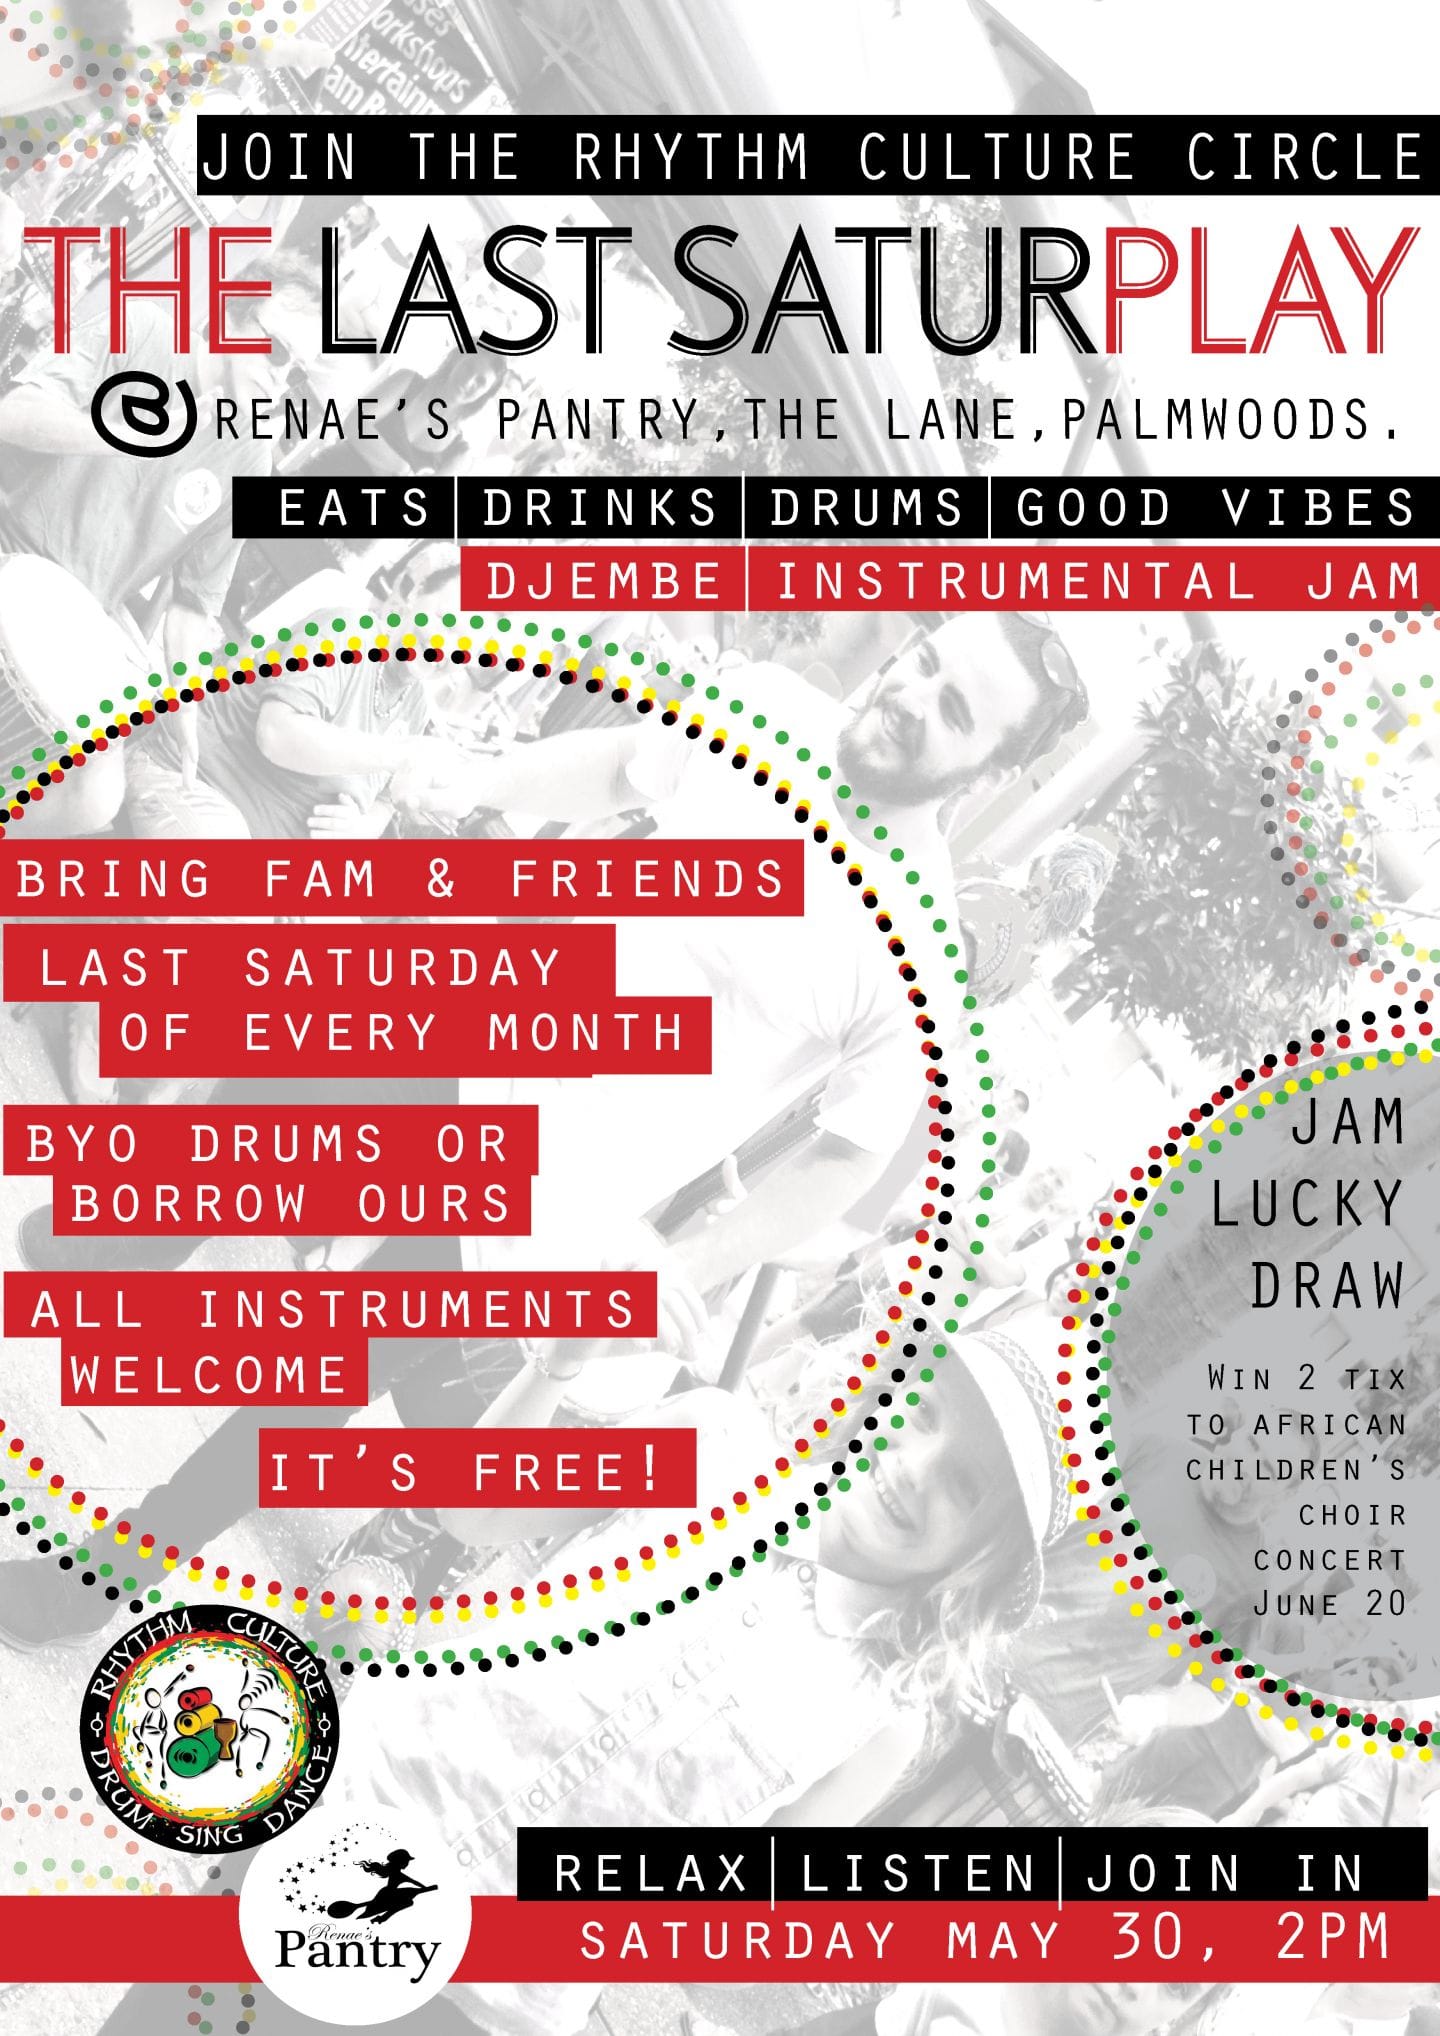 ses
orkshops
JOIN THE RHYTHM CULTURE CIRCLE
THE LAST SATURPLAY
@ RENAE'S PANTRY, THE LANE, PALMWOODS.
EATS | DRINKS | DRUMS | GOOD VIBES
DJEMBE | INSTRUMENTAL JAM
BRING FAM & FRIENDS
LAST SATURDAY
OF EVERY MONTH
BYO DRUMS OR
BORROW OURS
ALL INSTRUMENTS
WELCOME
IT'S FREE!
JAM
LUCKY
DRAW
WIN 2 TIX
TO AFRICAN
CHILDREN'S
CHOIR
CONCERT
JUNE 20
RHYTHM CULTURE
DRUM SING DANCE
Renae's
Pantry
RELAX | LISTEN | JOIN IN
SATURDAY MAY 30, 2PM